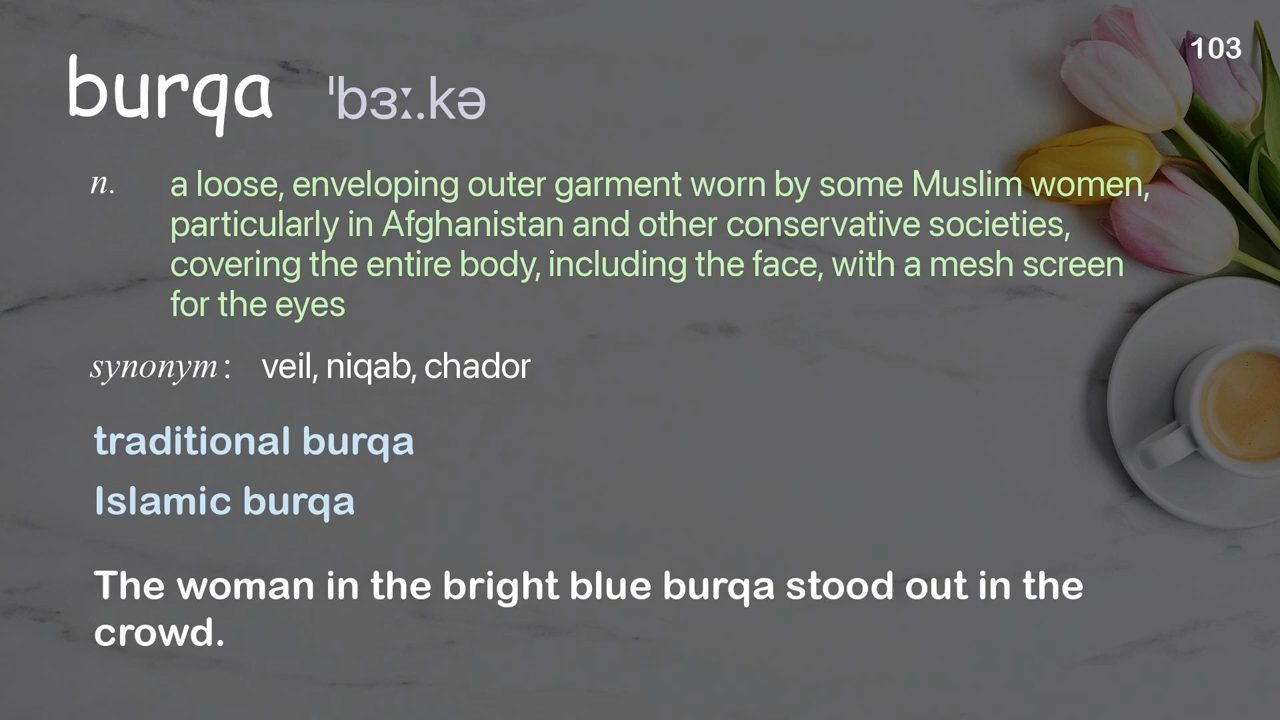 103
burqa ˈbɜː.kə
n. a loose, enveloping outer garment worn by some Muslim women,
particularly in Afghanistan and other conservative societies,
covering the entire body, including the face, with a mesh screen
for the eyes
synonym: veil, niqab, chador
traditional burqa
Islamic burqa
The woman in the bright blue burqa stood out in the
crowd.